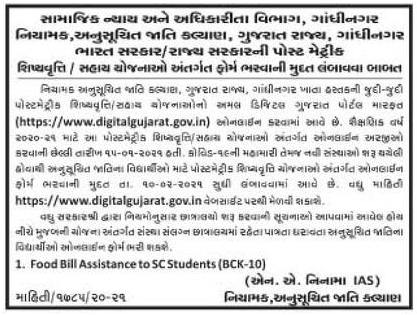 સામાજિક ન્યાય અને અધિકારીતા વિભાગ, ગાંધીનગર
નિયામક,અનુસૂચિત જાતિ કલ્યાણ, ગુજરાત રાજ્ય, ગાંધીનગર
ભારત સરકાર/રાજ્ય સરકારની પોસ્ટ મેટ્રીક
શિષ્યવૃત્તિ / સહાય યોજનાઓ અંતર્ગત ફોર્મ ભરવાની મુદત લંબાવવા બાબત
નિયામક અનુસૂચિત જાતિ કલ્યાણ, ગુજરાત રાજ્ય, ગાંધીનગર ખાતા હસ્તકની જુદી-જુદી
પોસ્ટમેટ્રીક શિષ્યવૃત્તિ/સહાય યોજનાઓનો અમલ ડિજિટલ ગુજરાત પોર્ટલ મારફત
(https://www.digitalgujarat.gov.in) ઓનલાઈન કરવામાં આવે છે. શૈક્ષણિક વર્ષ
૨૦૨૦-૨૧ માટે આ પોસ્ટમેટ્રીક શિષ્યવૃત્તિ/સહાય યોજનાઓ અંતર્ગત ઓનલાઈન અરજીઓ
કરવાની છેલ્લી તારીખ ૧૫-૦૧-૨૦૨૧ હતી. કોવિડ-૧૯ની મહામારી તેમજ નવી સંસ્થાઓ શરૂ થયેલી
હોવાથી અનુસૂચિત જાતિના વિદ્યાર્થીઓ માટે પોસ્ટમેટ્રીક શિષ્યવૃત્તિ યોજનાઓ અંતર્ગત ઓનલાઈન
ફોર્મ ભરવાની મુદત તા. ૧૦-૦૨-૨૦૨૧ સુધી લંબાવવામાં આવે છે. વધુ માહિતી
https://www.digitalgujarat.gov.in વેબસાઈટ પરથી મેળવી શકાશે.
વધુ સરકારશ્રી દ્વારા નિયમોનુસાર છાત્રાલયો શરૂ કરવાની સૂચનાઓ આપવામાં આવેલ હોય
નીચે મુજબની યોજના અંતર્ગત સંસ્થા સંલગ્ન છાત્રાલયમાં રહેતા પાત્રતા ધરાવતા અનુસૂચિત જાતિના
વિદ્યાર્થીઓ ઓનલાઈન ફોર્મ ભરી શકશે.
1. Food Bill Assistance to SC Students (BCK-10)
(એન. એ. નિનામા IAS)
માહિતી/૧૭૮૫/૨૦-૨૧ નિયામક,અનુસૂચિત જાતિ કલ્યાણ